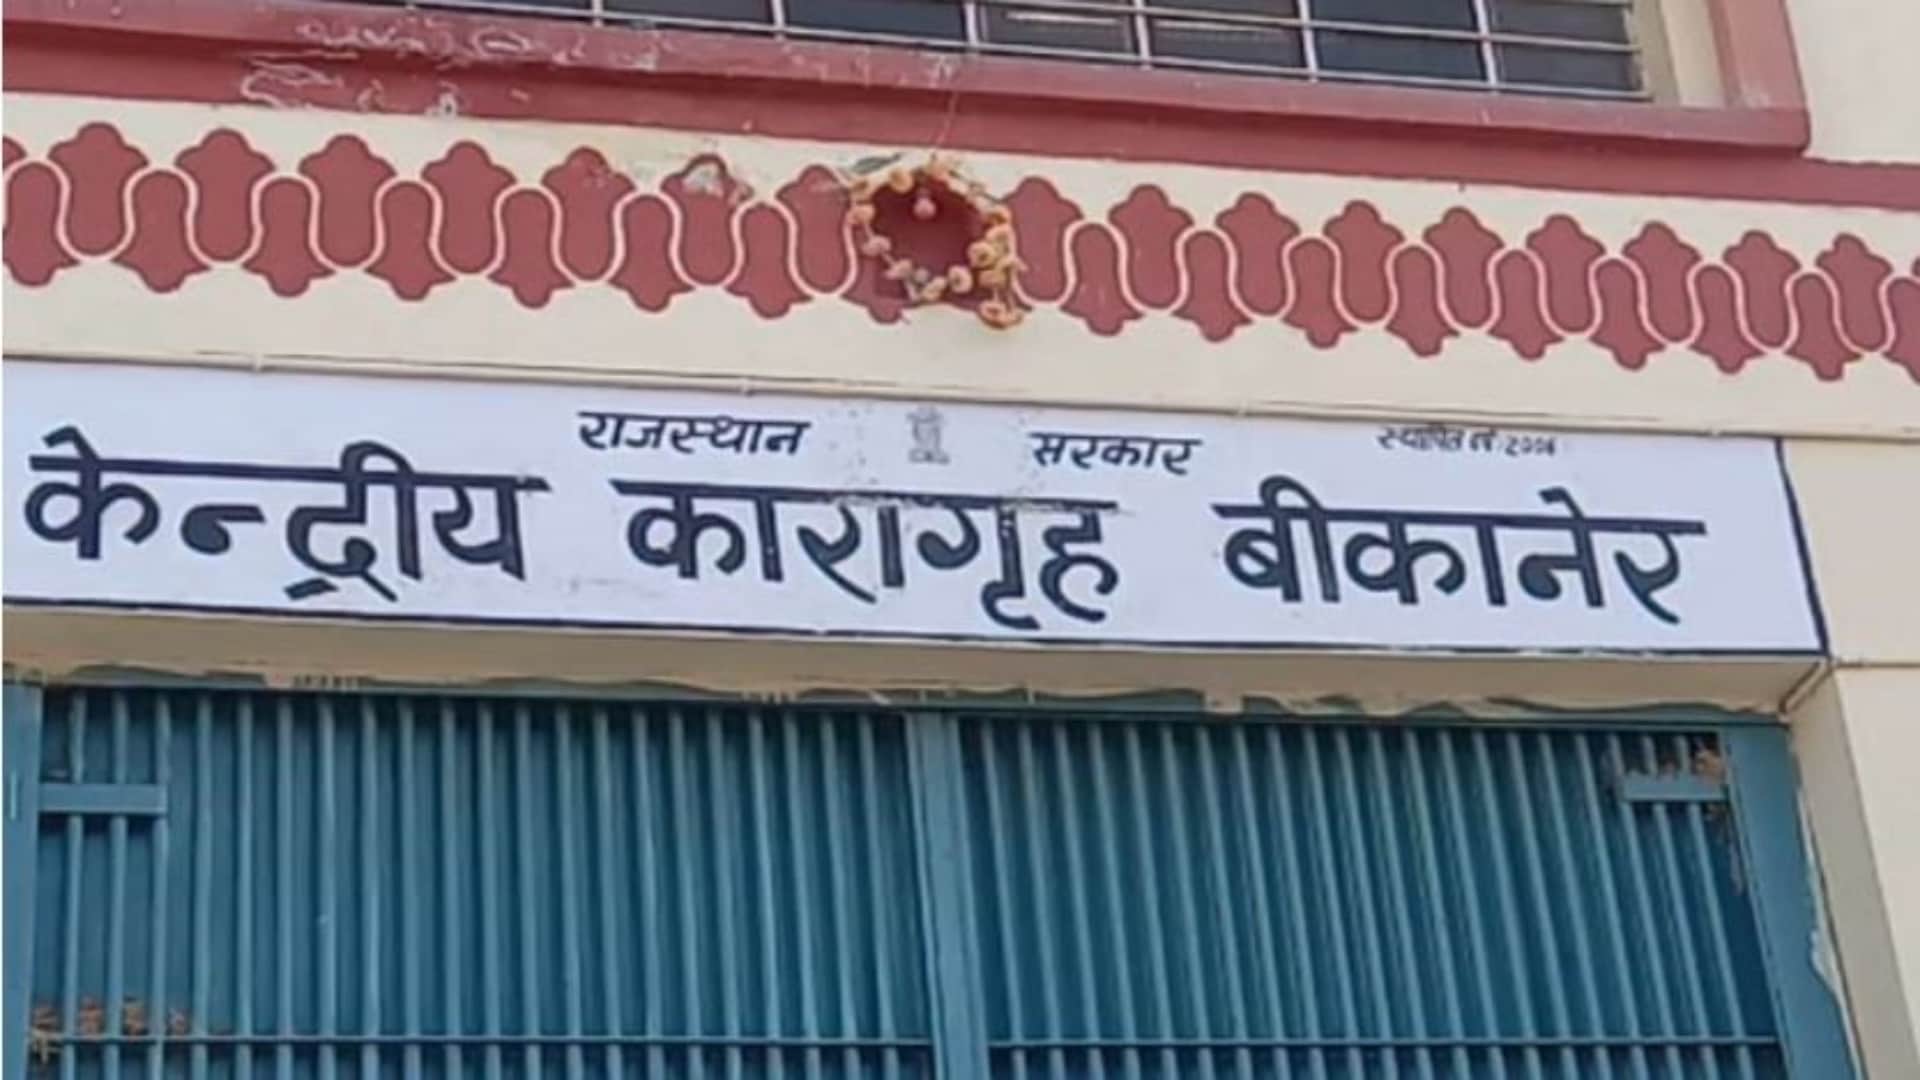 राजस्थान सरकार
केन्द्रीय कारागृह बीकानेर